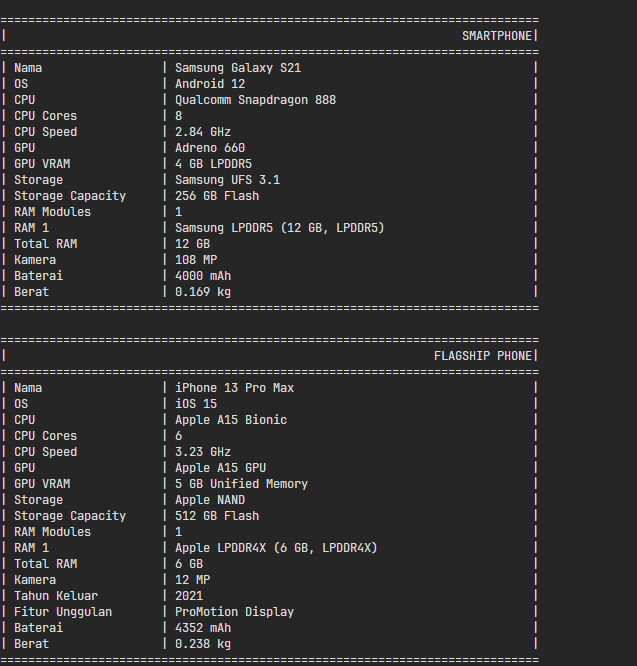 =============================================================================
| SMARTPHONE|
=============================================================================
| Nama | Samsung Galaxy S21 |
| OS | Android 12 |
| CPU | Qualcomm Snapdragon 888 |
| CPU Cores | 8 |
| CPU Speed | 2.84 GHz |
| GPU | Adreno 660 |
| GPU VRAM | 4 GB LPDDR5 |
| Storage | Samsung UFS 3.1 |
| Storage Capacity | 256 GB Flash |
| RAM Modules | 1 |
| RAM 1 | Samsung LPDDR5 (12 GB, LPDDR5) |
| Total RAM | 12 GB |
| Kamera | 108 MP |
| Baterai | 4000 mAh |
| Berat | 0.169 kg |
=============================================================================
=============================================================================
| FLAGSHIP PHONE|
=============================================================================
| Nama | iPhone 13 Pro Max |
| OS | iOS 15 |
| CPU | Apple A15 Bionic |
| CPU Cores | 6 |
| CPU Speed | 3.23 GHz |
| GPU | Apple A15 GPU |
| GPU VRAM | 5 GB Unified Memory |
| Storage | Apple NAND |
| Storage Capacity | 512 GB Flash |
| RAM Modules | 1 |
| RAM 1 | Apple LPDDR4X (6 GB, LPDDR4X) |
| Total RAM | 6 GB |
| Kamera | 12 MP |
| Tahun Keluar | 2021 |
| Fitur Unggulan | ProMotion Display |
| Baterai | 4352 mAh |
| Berat | 0.238 kg |
=============================================================================